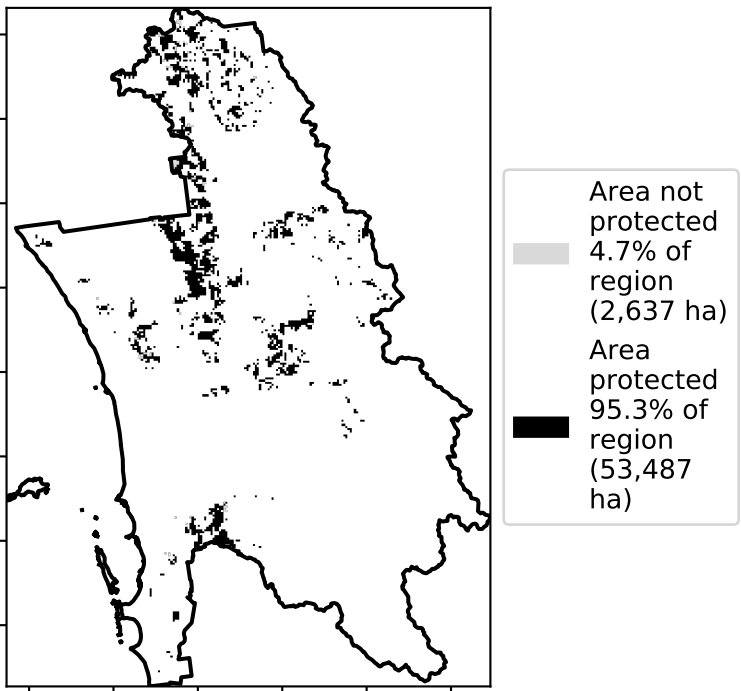 Area not
protected
4.7% of
region
(2,637 ha)
Area
protected
95.3% of
region
(53,487
ha)